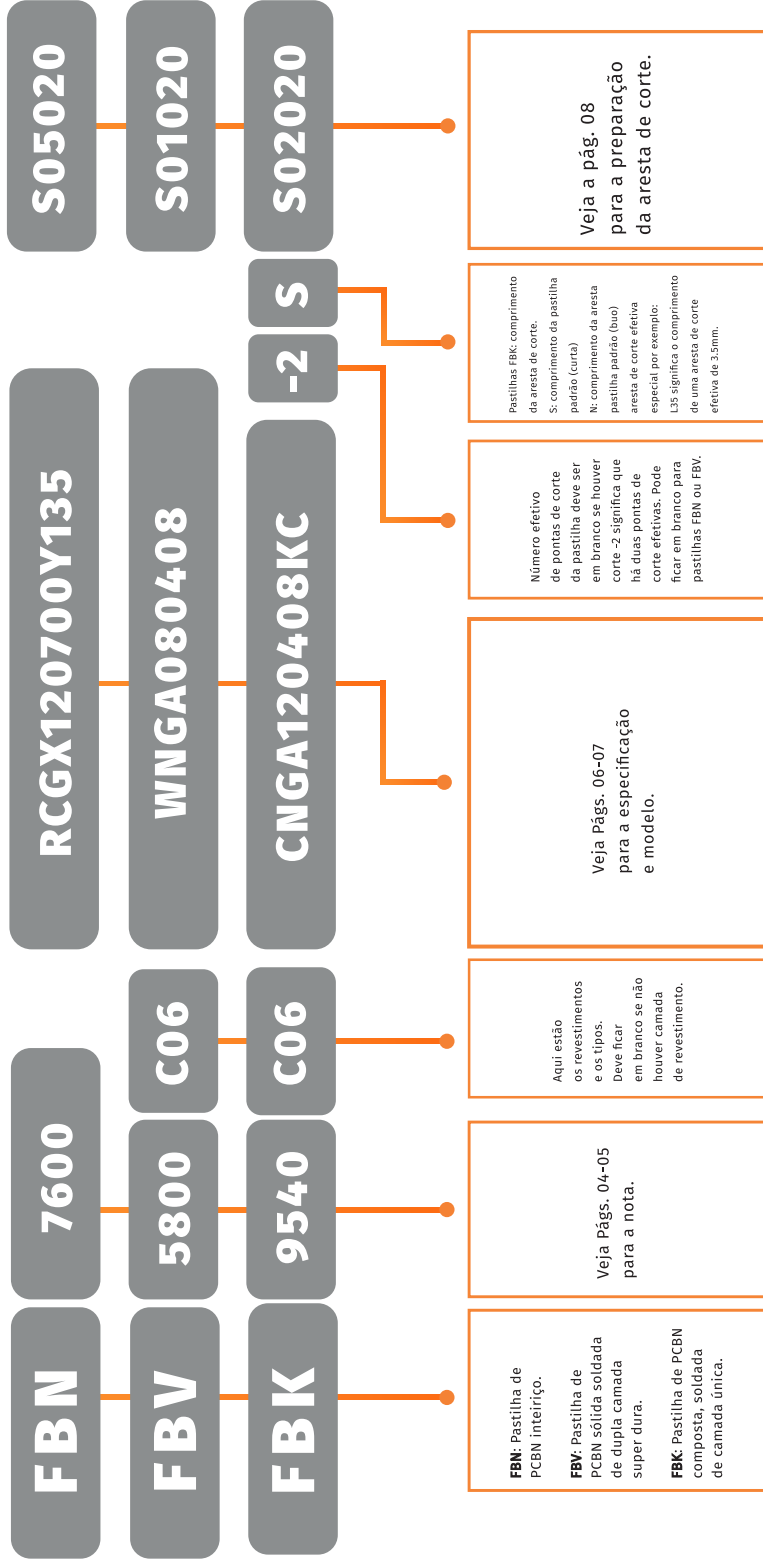 FBN 7600 RCGX120700Y135 S05020
FBV 5800 C06 WNGA080408 S01020
FBK 9540 C06 CNGA120408KC -2 S S02020
FBN: Pastilha de
PCBN inteiriço.
FBV: Pastilha de
PCBN sólida soldada
de dupla camada
super dura.
FBK: Pastilha de PCBN
composta, soldada
de camada única.
Veja Págs. 04-05
para a nota.
Aqui estão
os revestimentos
e os tipos.
Deve ficar
em branco se não
houver camada
de revestimento.
Veja Págs. 06-07
para a especificação
e modelo.
Número efetivo
de pontas de corte
da pastilha deve ser
em branco se houver
corte -2 significa que
há duas pontas de
corte efetivas. Pode
ficar em branco para
pastilhas FBN ou FBV.
Pastilhas FBK: comprimento
da aresta de corte.
S: comprimento da pastilha
padrão (curta)
N: comprimento da aresta
pastilha padrão (buo)
aresta de corte efetiva
especial por exemplo:
L35 significa o comprimento
de uma aresta de corte
efetiva de 3.5mm.
Veja a pág. 08
para a preparação
da aresta de corte.